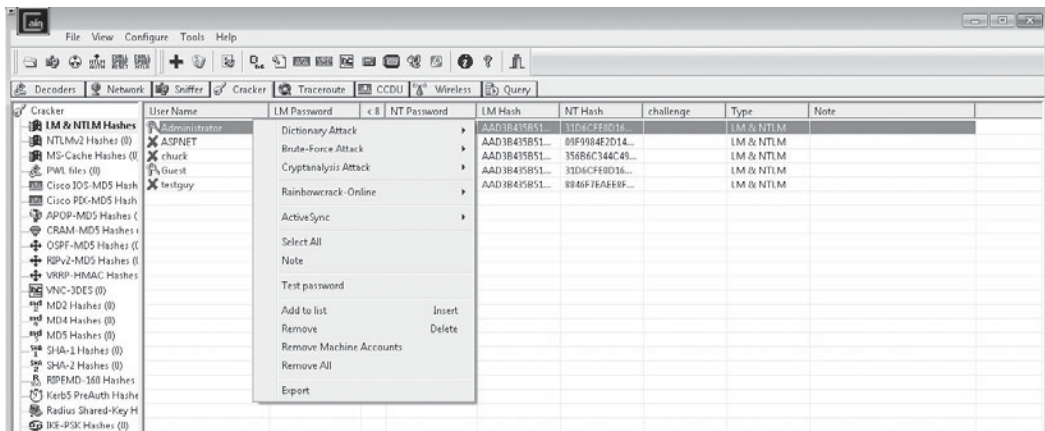 Cain
File View Configure Tools Help
Decoders Network Sniffer Cracker Traceroute CCDU Wireless Query
Cracker
LM & NTLM Hashes
NTLMv2 Hashes (0)
MS-Cache Hashes (0
PWL files (0)
Cisco IOS-MD5 Hash
Cisco PIX-MD5 Hash
APOP-MD5 Hashes (
CRAM-MD5 Hashes
OSPF-MD5 Hashes (0
RIPv2-MD5 Hashes (0
VRRP-HMAC Hashes
VNC-3DES (0)
MD2 Hashes (0)
MD4 Hashes (0)
MD5 Hashes (0)
SHA-1 Hashes (0)
SHA-2 Hashes (0)
RIPEMD-160 Hashes
Kerb5 PreAuth Hashe
Radius Shared-Key H
IKE-PSK Hashes (0)
User Name LM Password < 8 NT Password LM Hash NT Hash challenge Type Note
Administrator AAD3B435B51... 31D6CFE0D16... LM & NTLM
ASPNET AAD3B435B51... 09F9984E2D14... LM & NTLM
chuck AAD3B435B51... 356B6C344C49... LM & NTLM
Guest AAD3B435B51... 31D6CFE0D16... LM & NTLM
testguy AAD3B435B51... 8846F7EAEE8F... LM & NTLM
Dictionary Attack
Brute-Force Attack
Cryptanalysis Attack
Rainbowcrack-Online
ActiveSync
Select All
Note
Test password
Add to list Insert
Remove Delete
Remove Machine Accounts
Remove All
Export